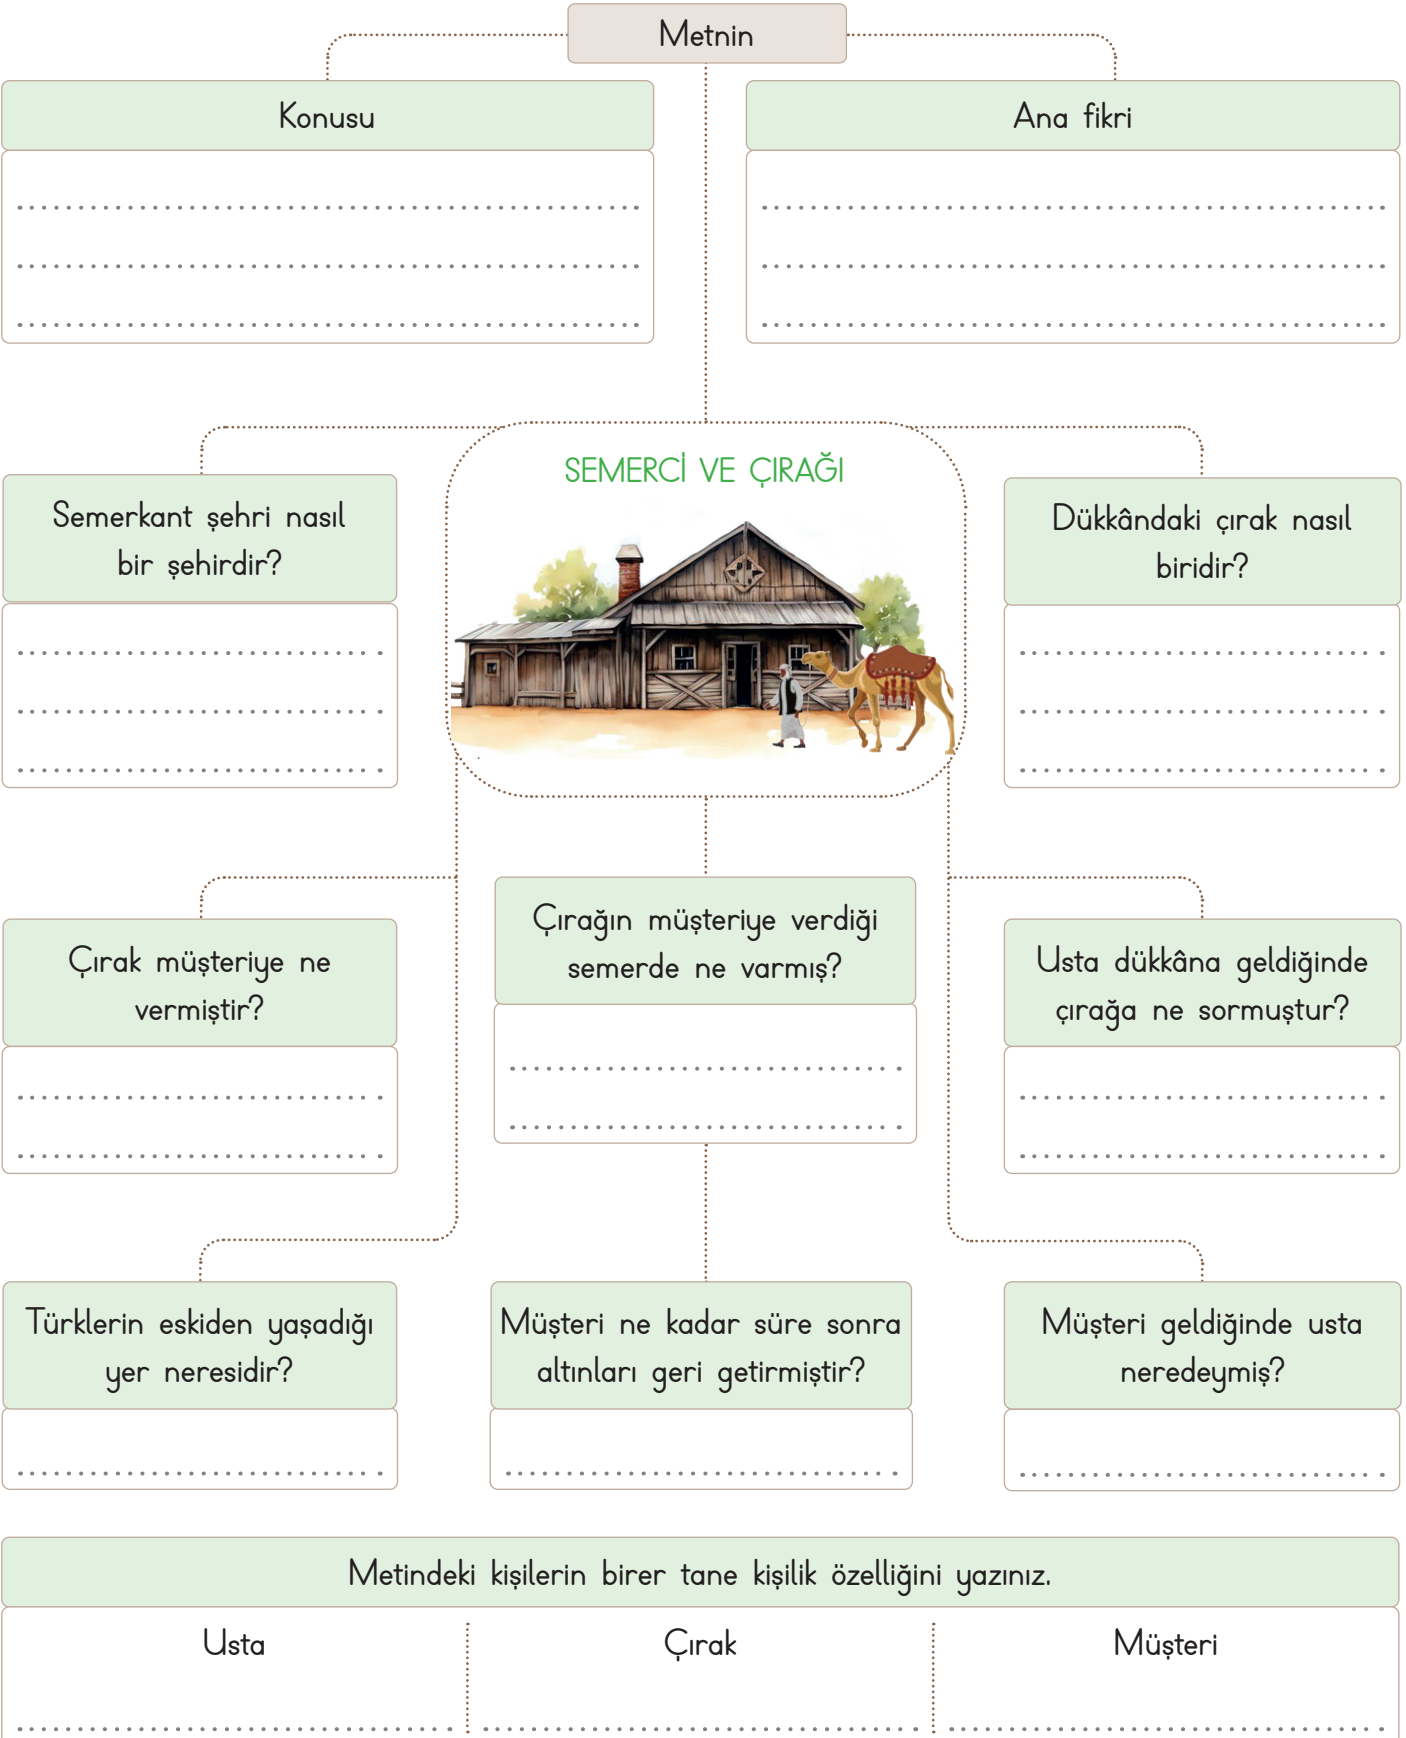 Metnin
Konusu
Ana fikri
SEMERCİ VE ÇIRAĞI
Semerkant şehri nasıl
bir şehirdir?
Dükkândaki çırak nasıl
biridir?
Çırak müşteriye ne
vermiştir?
Çırağın müşteriye verdiği
semerde ne varmış?
Usta dükkâna geldiğinde
çırağa ne sormuştur?
Türklerin eskiden yaşadığı
yer neresidir?
Müşteri ne kadar süre sonra
altınları geri getirmiştir?
Müşteri geldiğinde usta
neredeymiş?
Metindeki kişilerin birer tane kişilik özelliğini yazınız.
Usta
Çırak
Müşteri